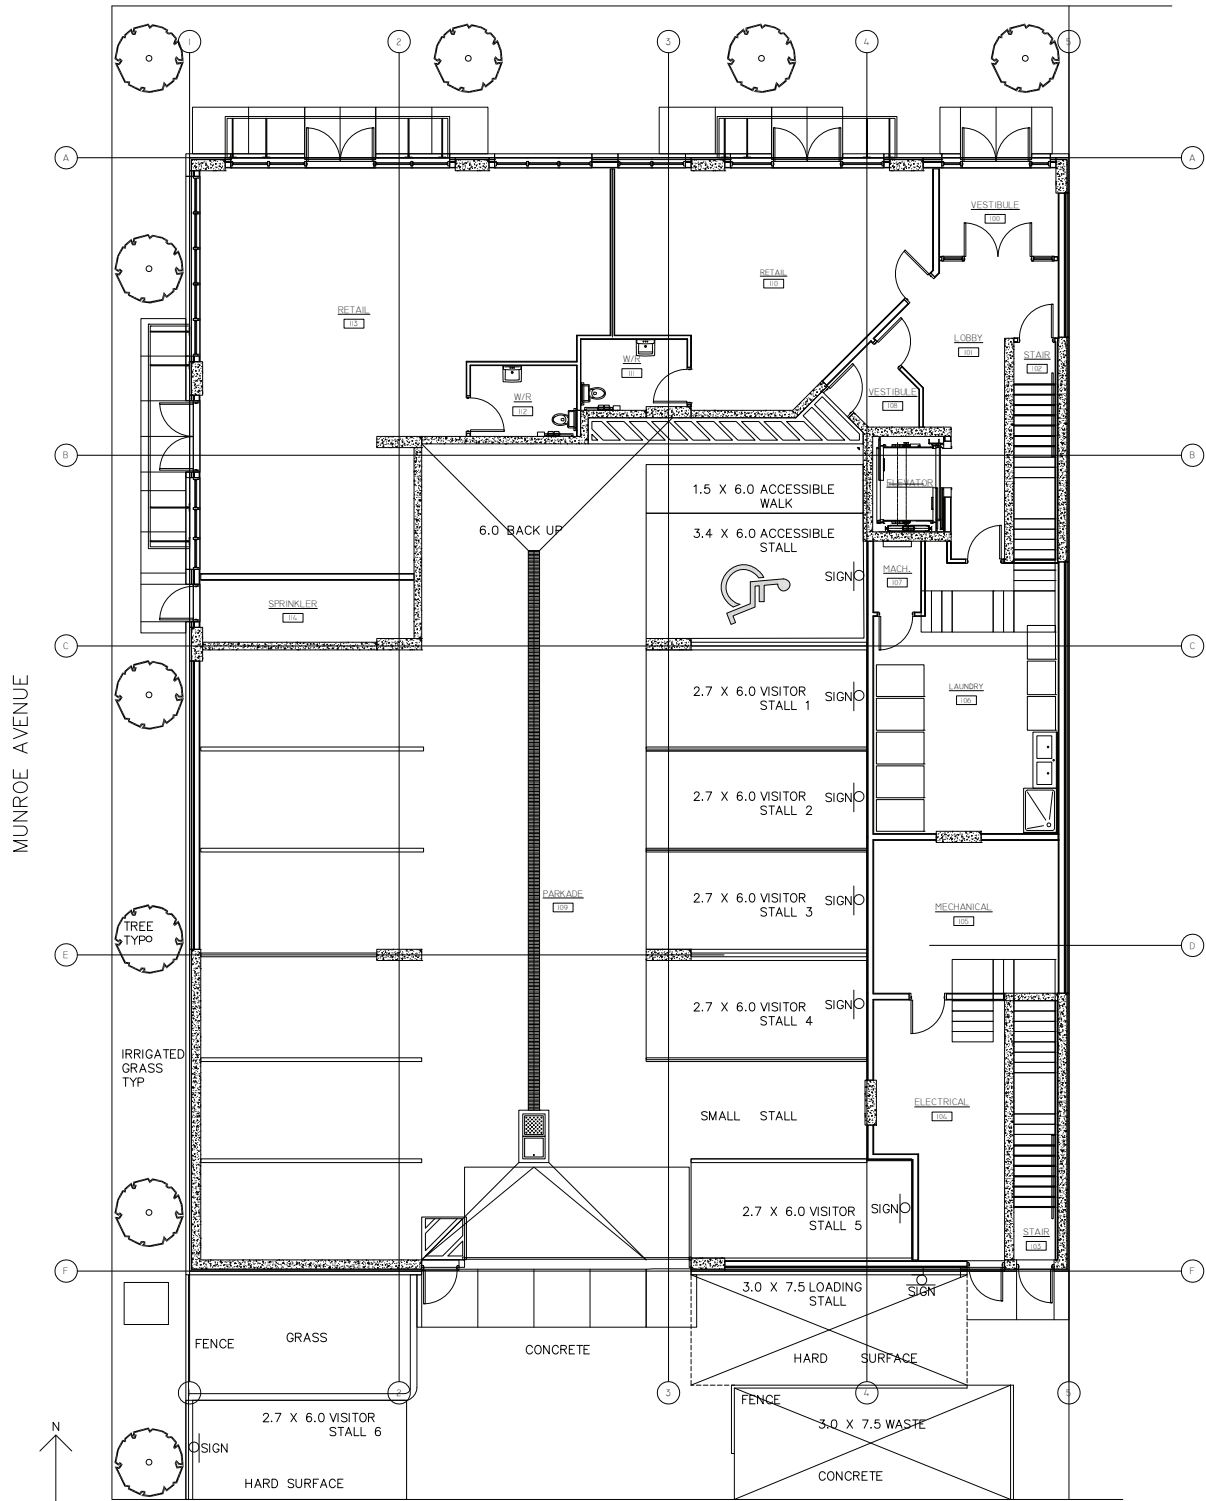 1
2
3
4
5
A
A
VESTIBULE
100
RETAIL
110
RETAIL
113
LOBBY
101
STAIR
102
W/R
111
W/R
112
VESTIBULE
108
B
B
ELEVATOR
1.5 X 6.0 ACCESSIBLE
WALK
6.0 BACK UP
3.4 X 6.0 ACCESSIBLE
STALL
SIGN
MACH.
107
SPRINKLER
114
C
C
MUNROE AVENUE
2.7 X 6.0 VISITOR
STALL 1
SIGN
LAUNDRY
106
2.7 X 6.0 VISITOR
STALL 2
SIGN
PARKADE
109
2.7 X 6.0 VISITOR
STALL 3
SIGN
MECHANICAL
105
TREE
TYP
E
D
2.7 X 6.0 VISITOR
STALL 4
SIGN
IRRIGATED
GRASS
TYP
SMALL STALL
ELECTRICAL
104
2.7 X 6.0 VISITOR
STALL 5
SIGN
STAIR
103
F
F
3.0 X 7.5 LOADING
STALL
SIGN
FENCE
GRASS
CONCRETE
HARD SURFACE
2
3
4
5
FENCE
2.7 X 6.0 VISITOR
STALL 6
3.0 X 7.5 WASTE
N
SIGN
HARD SURFACE
CONCRETE